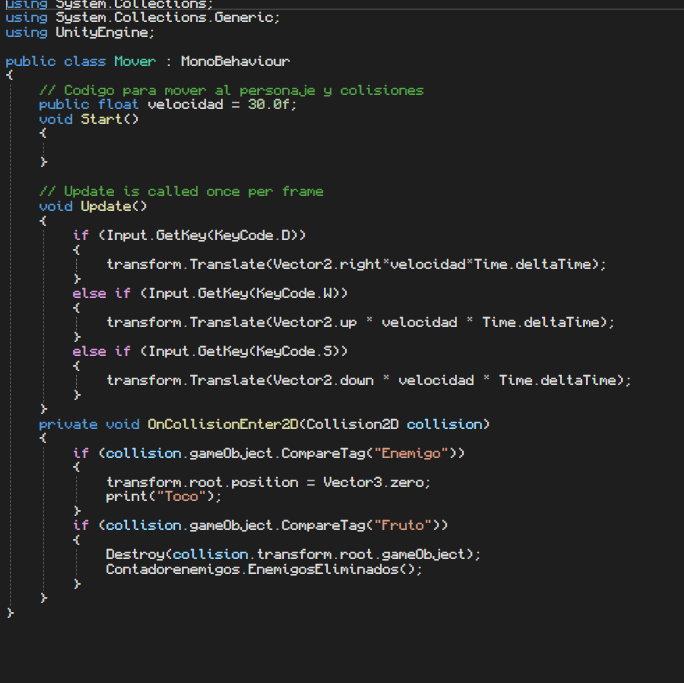 using System.Collections;
using System.Collections.Generic;
using UnityEngine;
public class Mover : MonoBehaviour
{
// Codigo para mover al personaje y colisiones
public float velocidad = 30.0f;
void Start()
{
}
// Update is called once per frame
void Update()
{
if (Input.GetKey(KeyCode.D))
{
transform.Translate(Vector2.right*velocidad*Time.deltaTime);
}
else if (Input.GetKey(KeyCode.W))
{
transform.Translate(Vector2.up * velocidad * Time.deltaTime);
}
else if (Input.GetKey(KeyCode.S))
{
transform.Translate(Vector2.down * velocidad * Time.deltaTime);
}
}
private void OnCollisionEnter2D(Collision2D collision)
{
if (collision.gameObject.CompareTag("Enemigo"))
{
transform.root.position = Vector3.zero;
print("Toco");
}
if (collision.gameObject.CompareTag("Fruto"))
{
Destroy(collision.transform.root.gameObject);
Contadorenemigos.EnemigosEliminados();
}
}
}